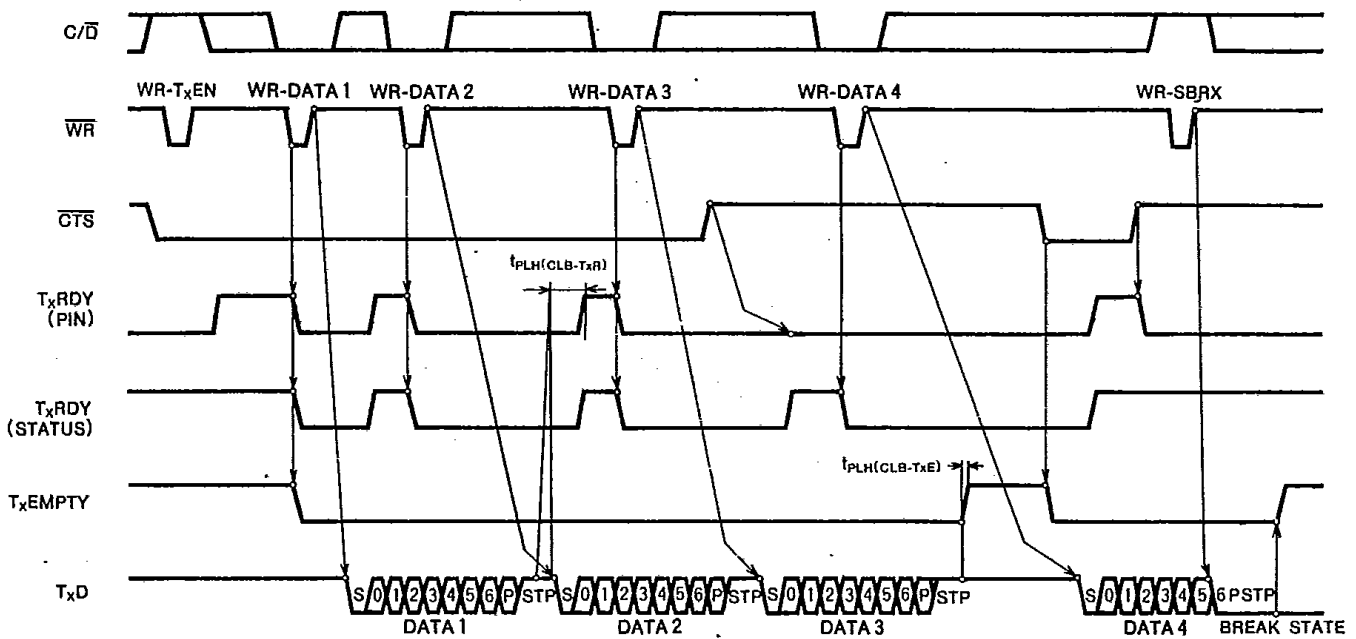 C/D̅
WR-TxEN WR-DATA 1 WR-DATA 2 WR-DATA 3 WR-DATA 4 WR-SBRX
W̅R̅
C̅T̅S̅
tPLH(CLB-TxR)
TxRDY
(PIN)
TxRDY
(STATUS)
tPLH(CLB-TxE)
TxEMPTY
TxD
S 0 1 2 3 4 5 6 P STP S 0 1 2 3 4 5 6 P STP S 0 1 2 3 4 5 6 P STP S 0 1 2 3 4 5 6 P STP
DATA 1 DATA 2 DATA 3 DATA 4 BREAK STATE